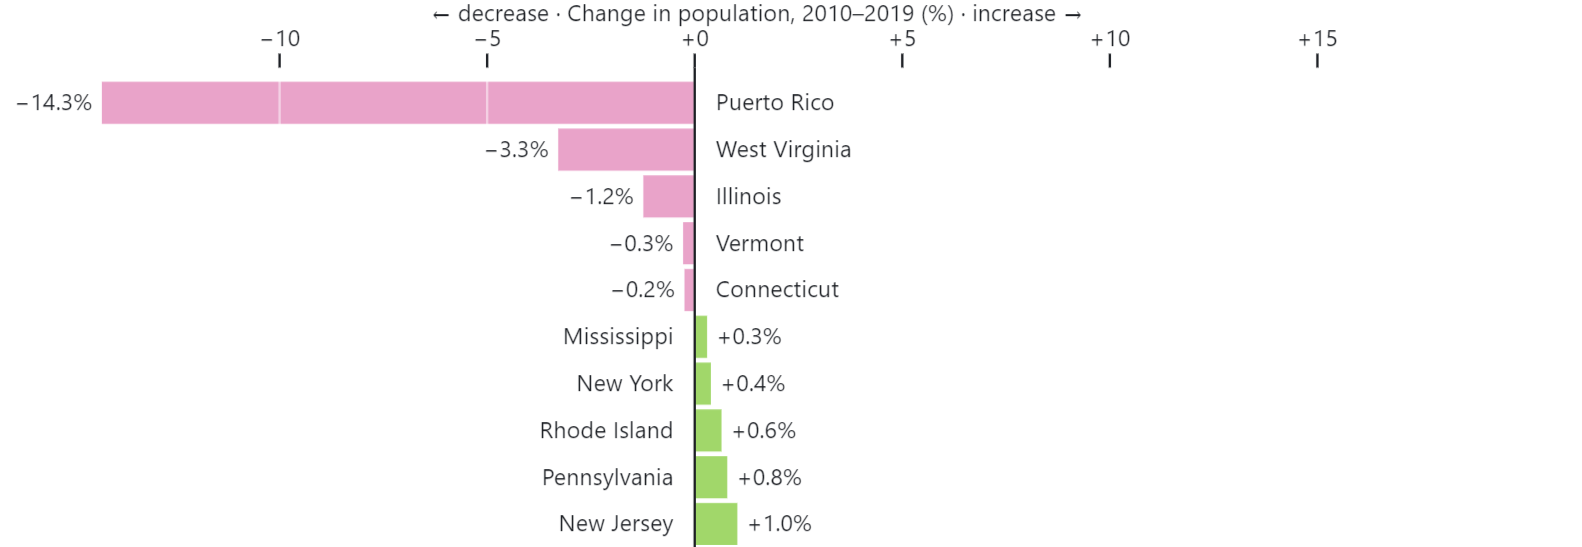 ← decrease · Change in population, 2010–2019 (%) · increase →
−10 −5 +0 +5 +10 +15
−14.3% Puerto Rico
−3.3% West Virginia
−1.2% Illinois
−0.3% Vermont
−0.2% Connecticut
Mississippi +0.3%
New York +0.4%
Rhode Island +0.6%
Pennsylvania +0.8%
New Jersey +1.0%